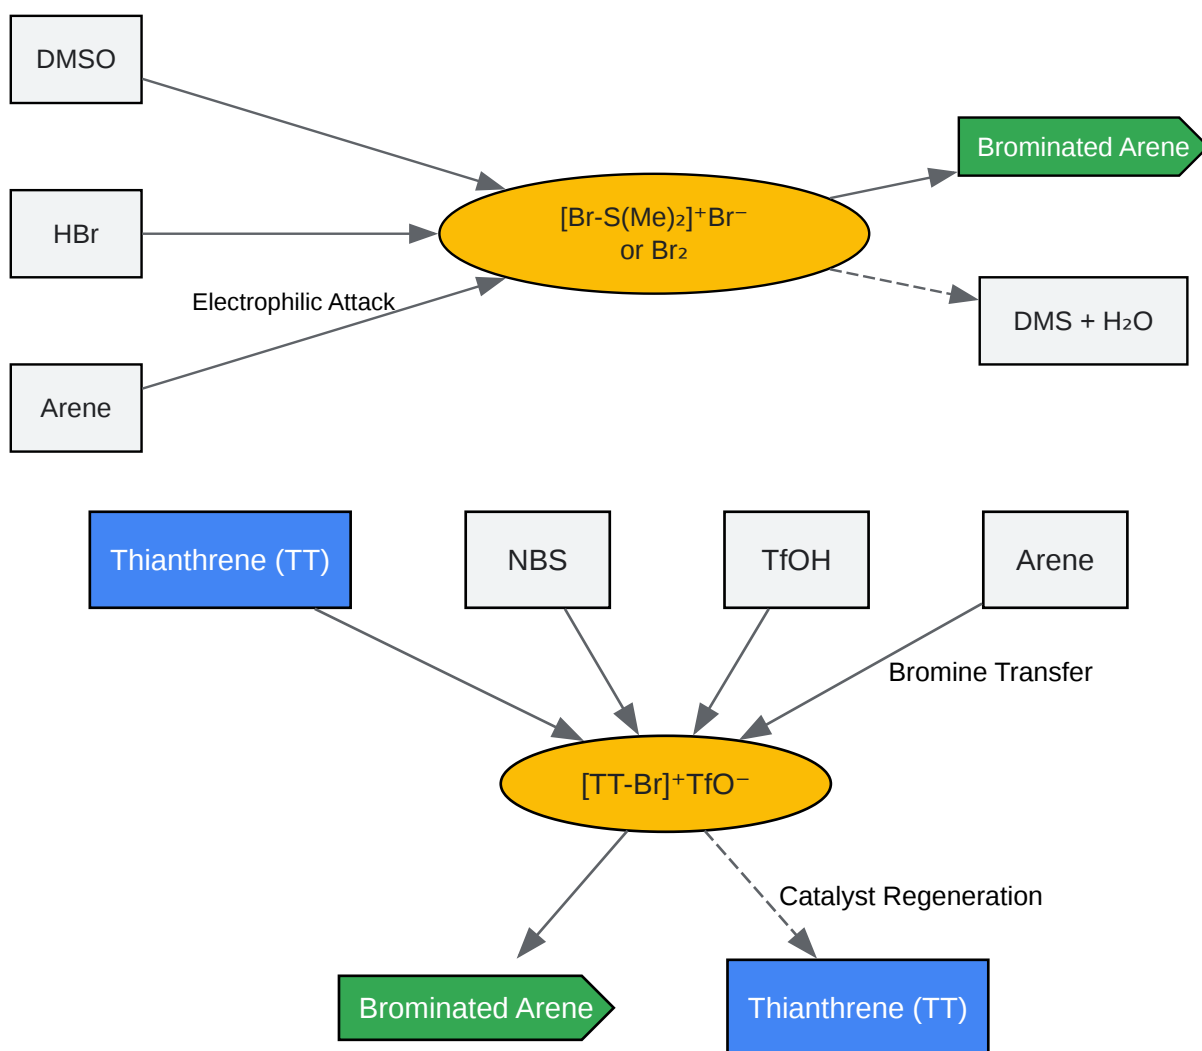 DMSO
Brominated Arene
HBr
[Br-S(Me)₂]⁺Br⁻
or Br₂
Electrophilic Attack
DMS + H₂O
Arene
Thianthrene (TT)
NBS
TfOH
Arene
Bromine Transfer
[TT-Br]⁺TfO⁻
Catalyst Regeneration
Brominated Arene
Thianthrene (TT)